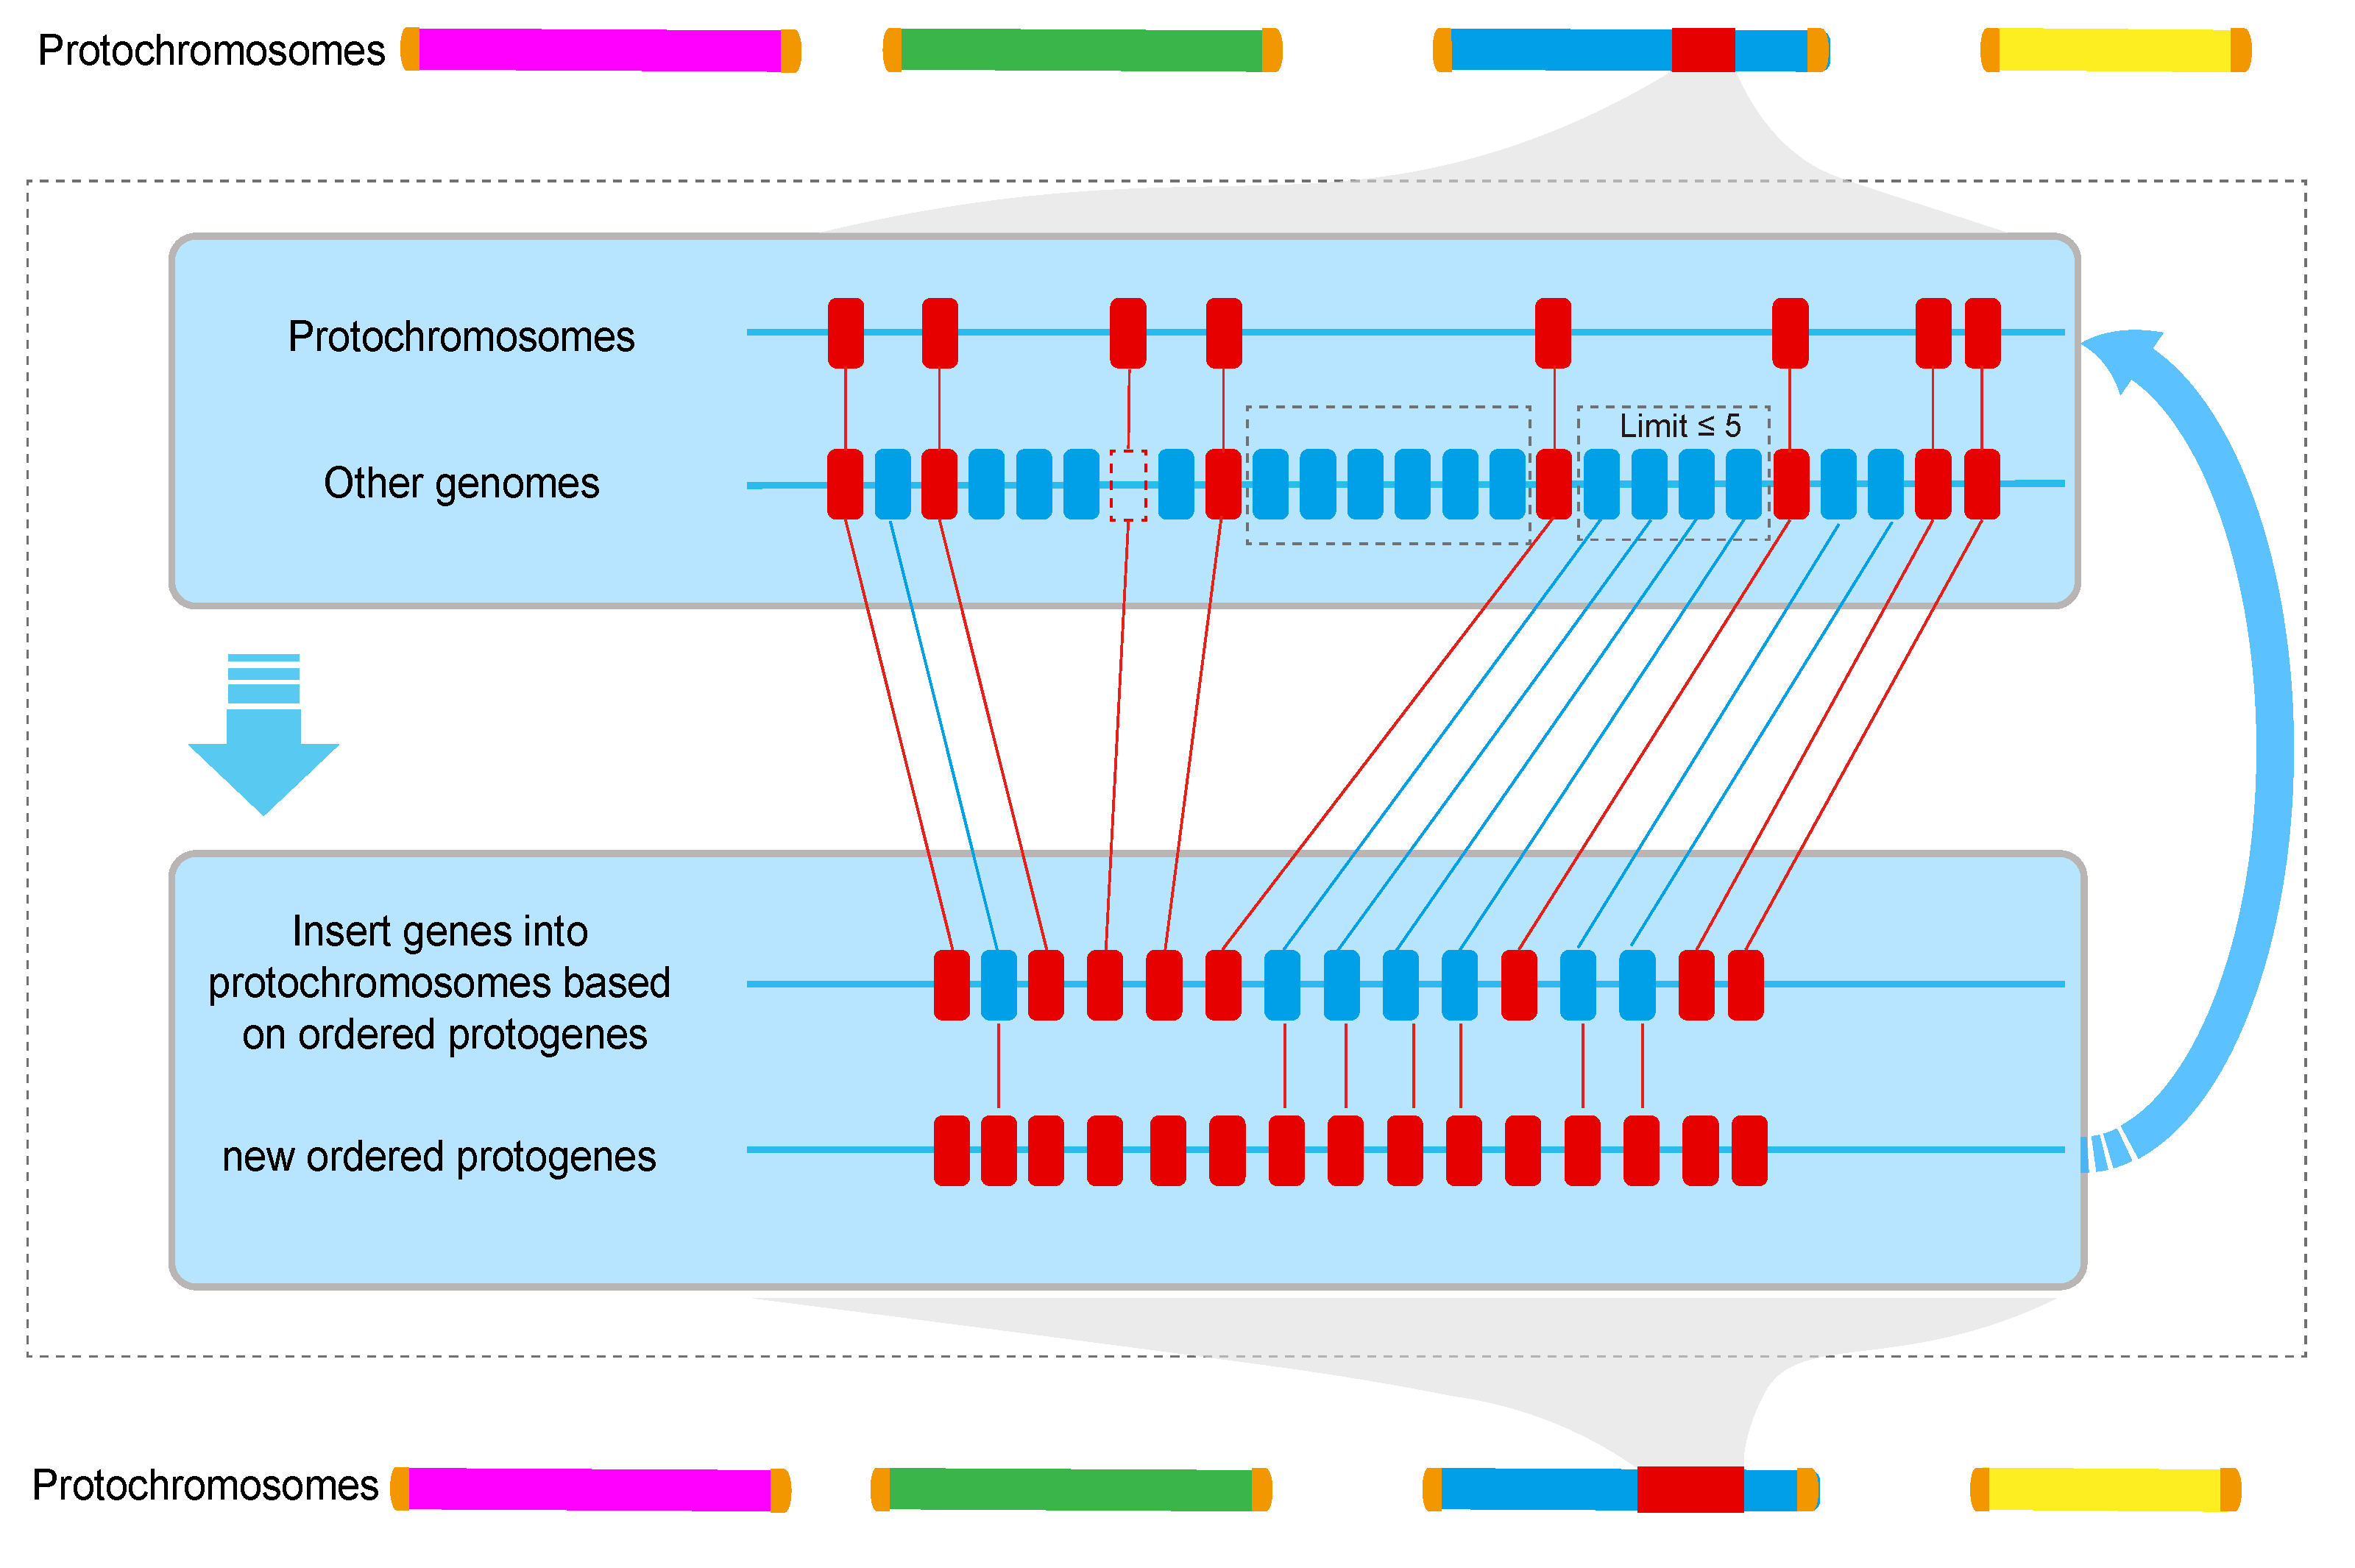 Protochromosomes
Protochromosomes
Limit ≤ 5
Other genomes
Insert genes into
protochromosomes based
on ordered protogenes
new ordered protogenes
Protochromosomes